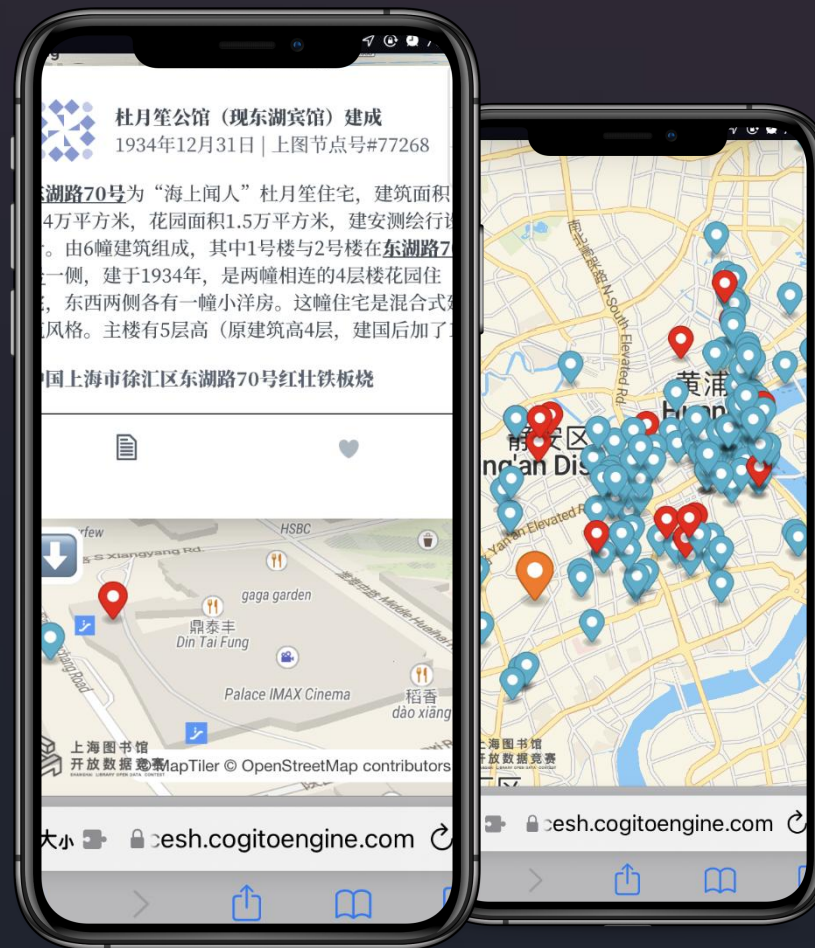 杜月笙公馆（现东湖宾馆）建成
1934年12月31日 | 上图节点号#77268
东湖路70号为“海上闻人”杜月笙住宅，建筑面积
4万平方米，花园面积1.5万平方米，建安测绘行设
。由6幢建筑组成，其中1号楼与2号楼在东湖路7
一侧，建于1934年，是两幢相连的4层楼花园住
，东西两侧各有一幢小洋房。这幢住宅是混合式建
风格。主楼有5层高（原建筑高4层，建国后加了1
中国上海市徐汇区东湖路70号红壮铁板烧
HSBC
S Xiangyang Rd.
gaga garden
鼎泰丰
Din Tai Fung
Palace IMAX Cinema
稻香
dào xiāng
上海图书馆
开放数据竞赛
SHANGHAI LIBRARY OPEN DATA CONTEST
MapTiler © OpenStreetMap contributors
大小
cesh.cogitoengine.com
南北高架路 N-South Elevated Rd.
黄浦
静安区
ng'an Dis
Yan'an Elevated R
上海图书馆
开放数据竞赛
cesh.cogitoengine.com